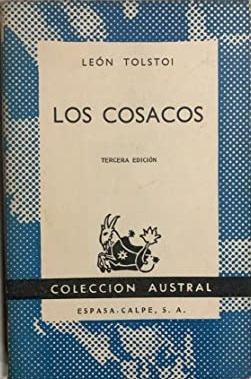 LEÓN TOLSTOI
LOS COSACOS
TERCERA EDICIÓN
COLECCION AUSTRAL
ESPASA-CALPE, S. A.